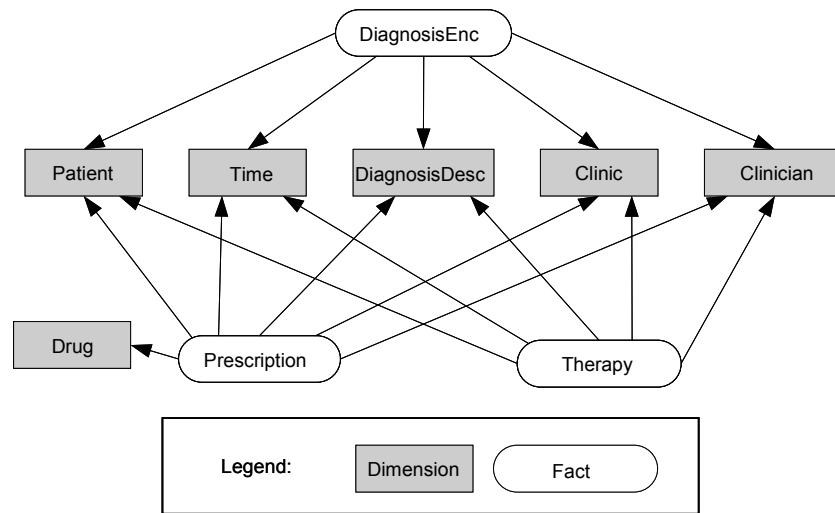 DiagnosisEnc
Patient
Time
DiagnosisDesc
Clinic
Clinician
Drug
Prescription
Therapy
Legend:
Dimension
Fact